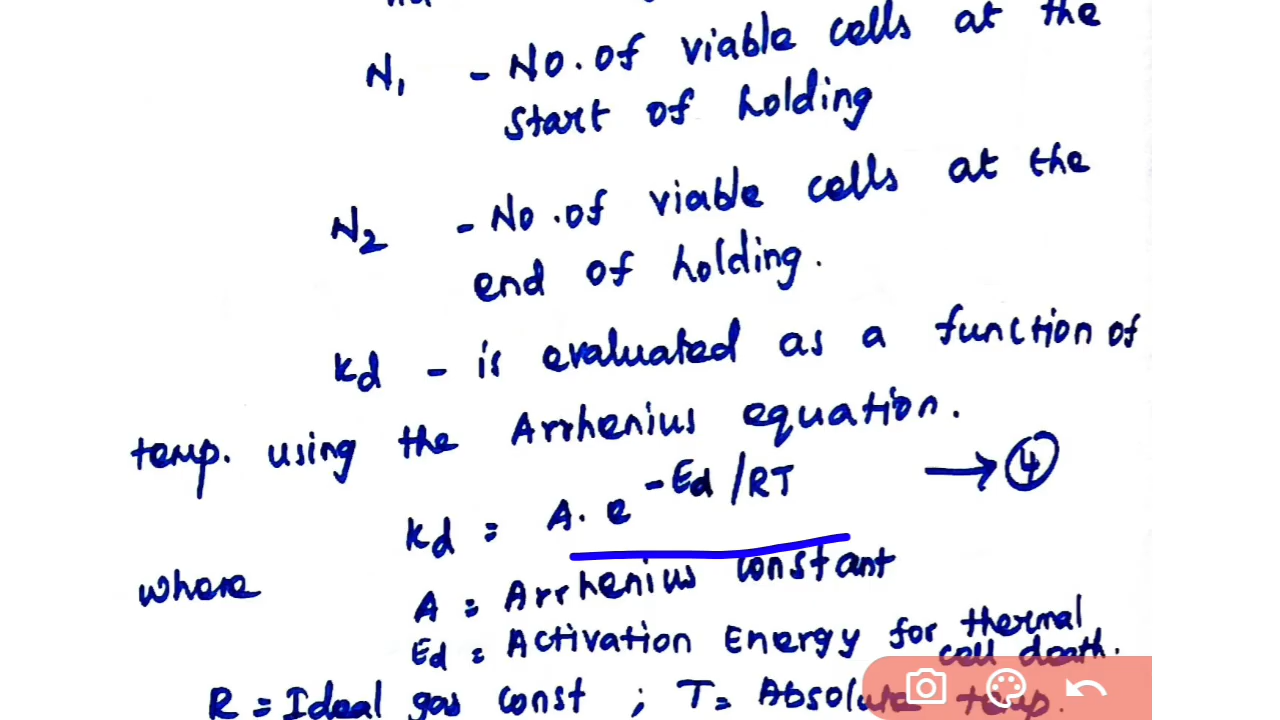 N1 - No. of viable cells at the
start of holding
N2 - No. of viable cells at the
end of holding.
kd - is evaluated as a function of
temp. using the Arrhenius equation.
kd = A. e^-Ed/RT → ④
where A = Arrhenius constant
Ed = Activation Energy for thermal
cell death.
R = Ideal gas const ; T = Absolute temp.